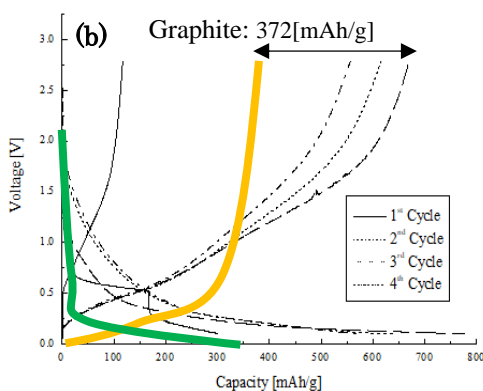 (b)
Graphite: 372[mAh/g]
3.0
2.5
2.0
1.5
1.0
0.5
0.0
Voltage [V]
1st Cycle
2nd Cycle
3rd Cycle
4th Cycle
0 100 200 300 400 500 600 700 800
Capacity [mAh/g]